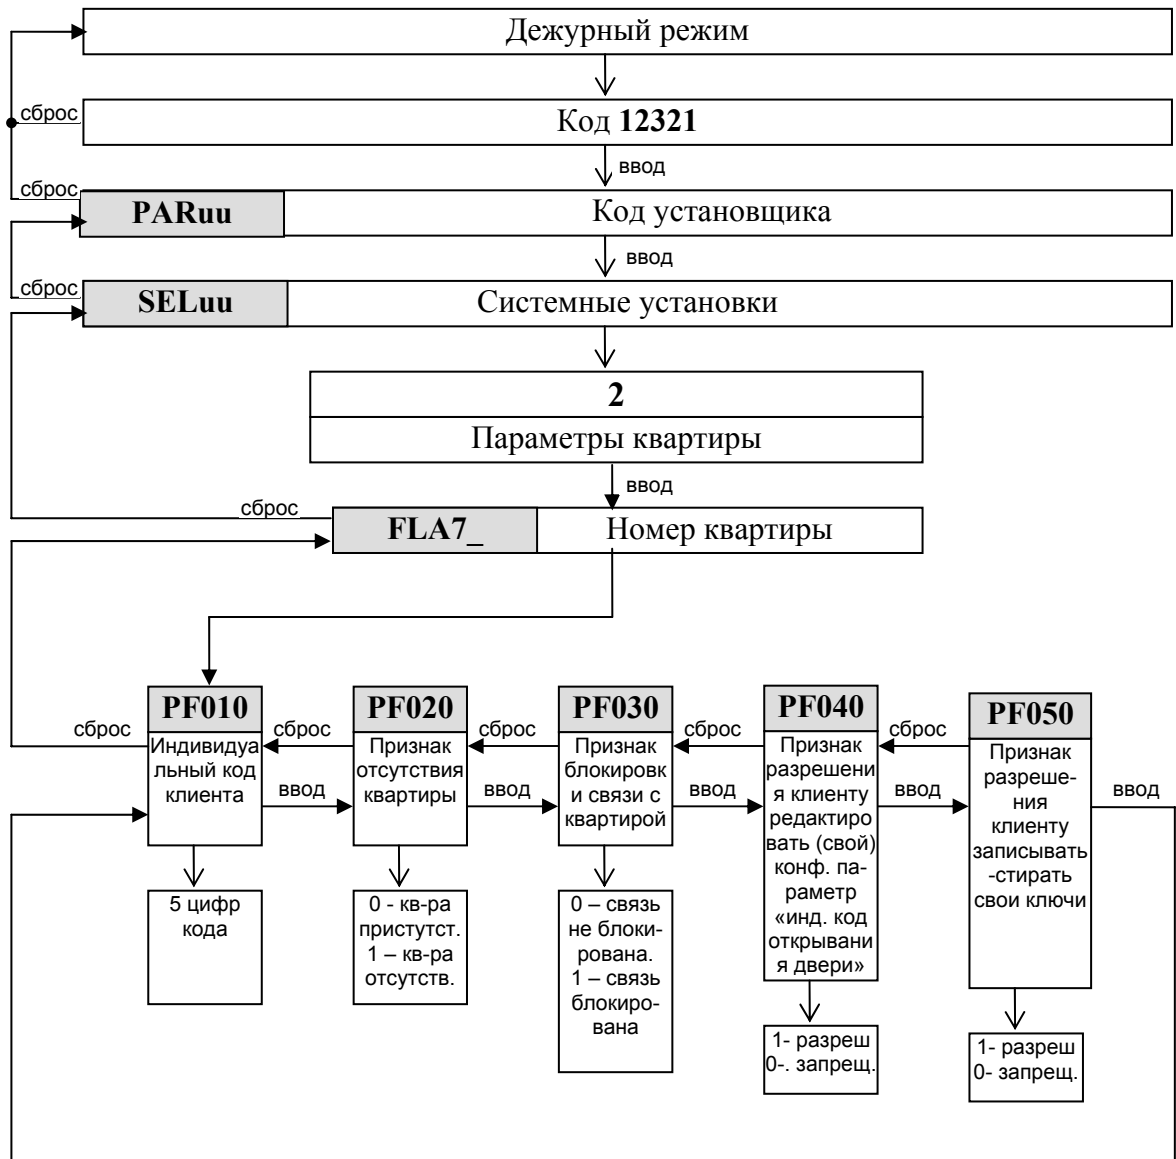 Дежурный режим
сброс
Код 12321
ввод
сброс
PARuu
Код установщика
ввод
сброс
SELuu
Системные установки
2
Параметры квартиры
ввод
сброс
FLA7_
Номер квартиры
PF010
PF020
PF030
PF040
PF050
сброс
сброс
сброс
сброс
сброс
Индивидуа
льный код
клиента
ввод
Признак
отсутствия
квартиры
ввод
Признак
блокировк
и связи с
квартирой
ввод
Признак
разрешени
я клиенту
редактиро
вать (свой)
конф. па-
раметр
«инд. код
открывани
я двери»
ввод
Признак
разреше-
ния
клиенту
записывать
-стирать
свои ключи
ввод
5 цифр
кода
0 - кв-ра
пристутст.
1 – кв-ра
отсутств.
0 – связь
не блоки-
рована.
1 – связь
блокиро-
вана
1- разреш
0-. запрещ.
1- разреш
0- запрещ.